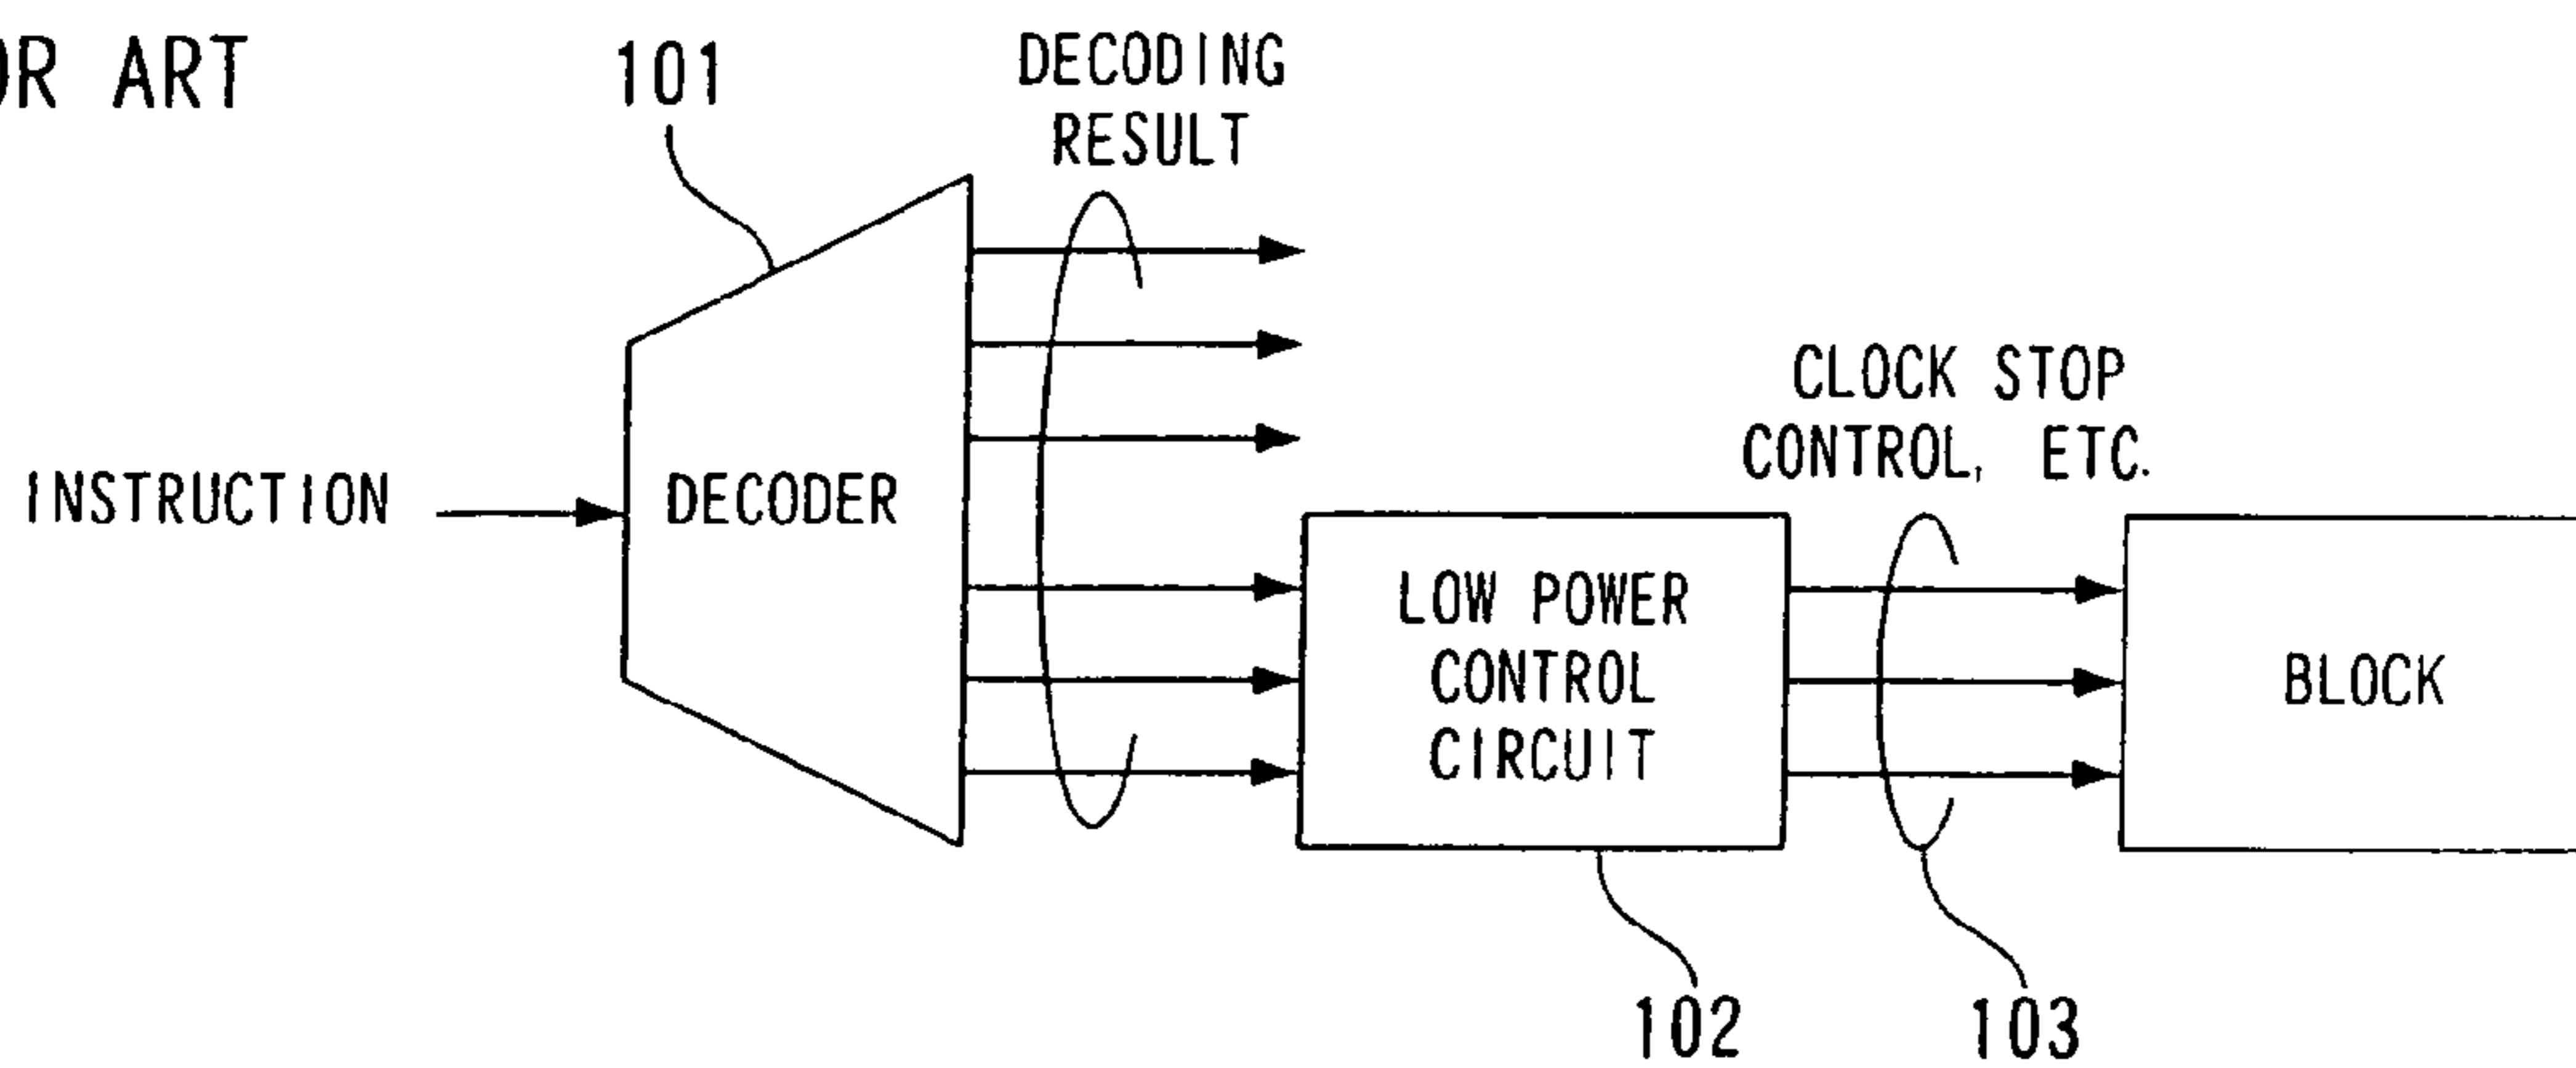 OR ART
101
DECODING
RESULT
INSTRUCTION
DECODER
CLOCK STOP
CONTROL, ETC.
LOW POWER
CONTROL
CIRCUIT
BLOCK
102
103